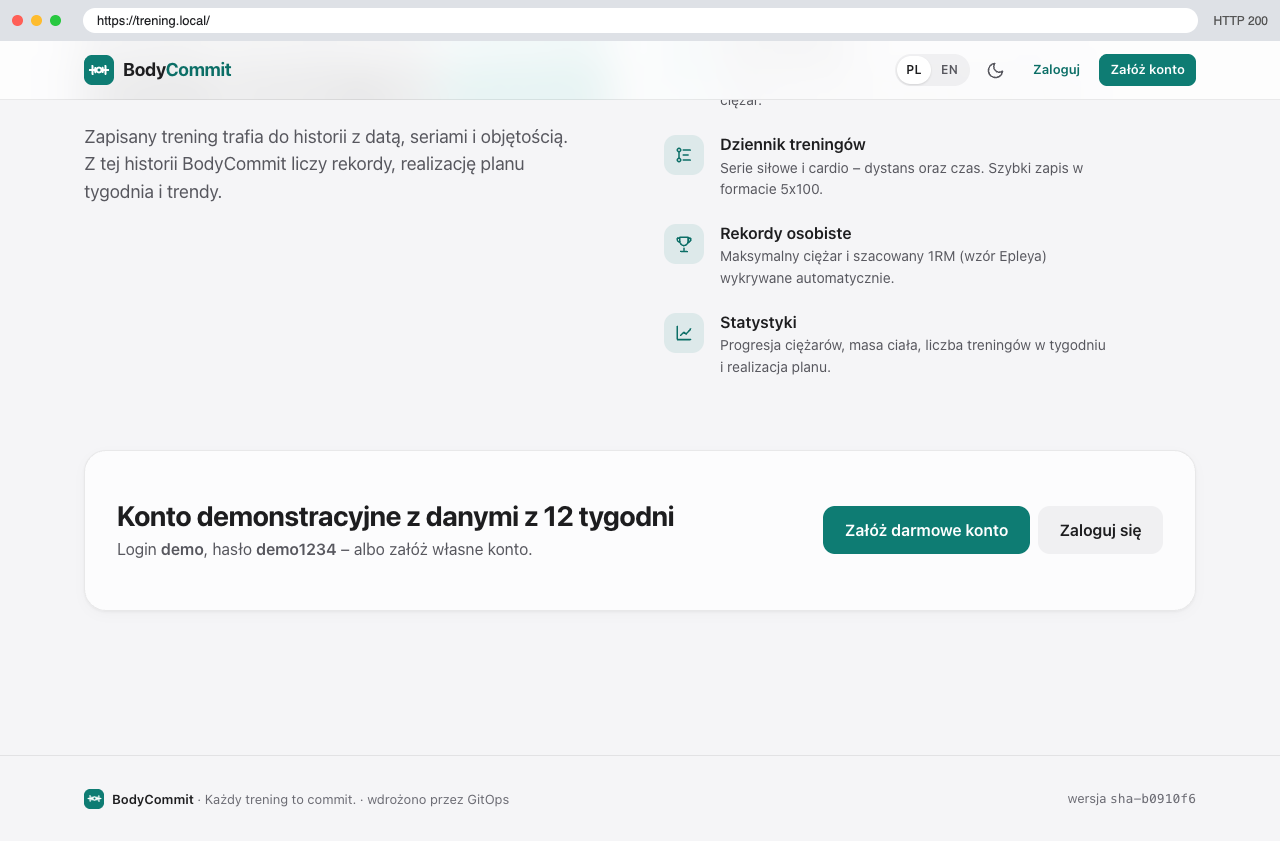 https://trening.local/
HTTP 200
BodyCommit
PL
EN
Zaloguj
Załóż konto
ciężar.
Zapisany trening trafia do historii z datą, seriami i objętością.
Z tej historii BodyCommit liczy rekordy, realizację planu
tygodnia i trendy.
Dziennik treningów
Serie siłowe i cardio – dystans oraz czas. Szybki zapis w
formacie 5x100.
Rekordy osobiste
Maksymalny ciężar i szacowany 1RM (wzór Epleya)
wykrywane automatycznie.
Statystyki
Progresja ciężarów, masa ciała, liczba treningów w tygodniu
i realizacja planu.
Konto demonstracyjne z danymi z 12 tygodni
Login demo, hasło demo1234 – albo załóż własne konto.
Załóż darmowe konto
Zaloguj się
BodyCommit · Każdy trening to commit. · wdrożono przez GitOps
wersja sha-b0910f6